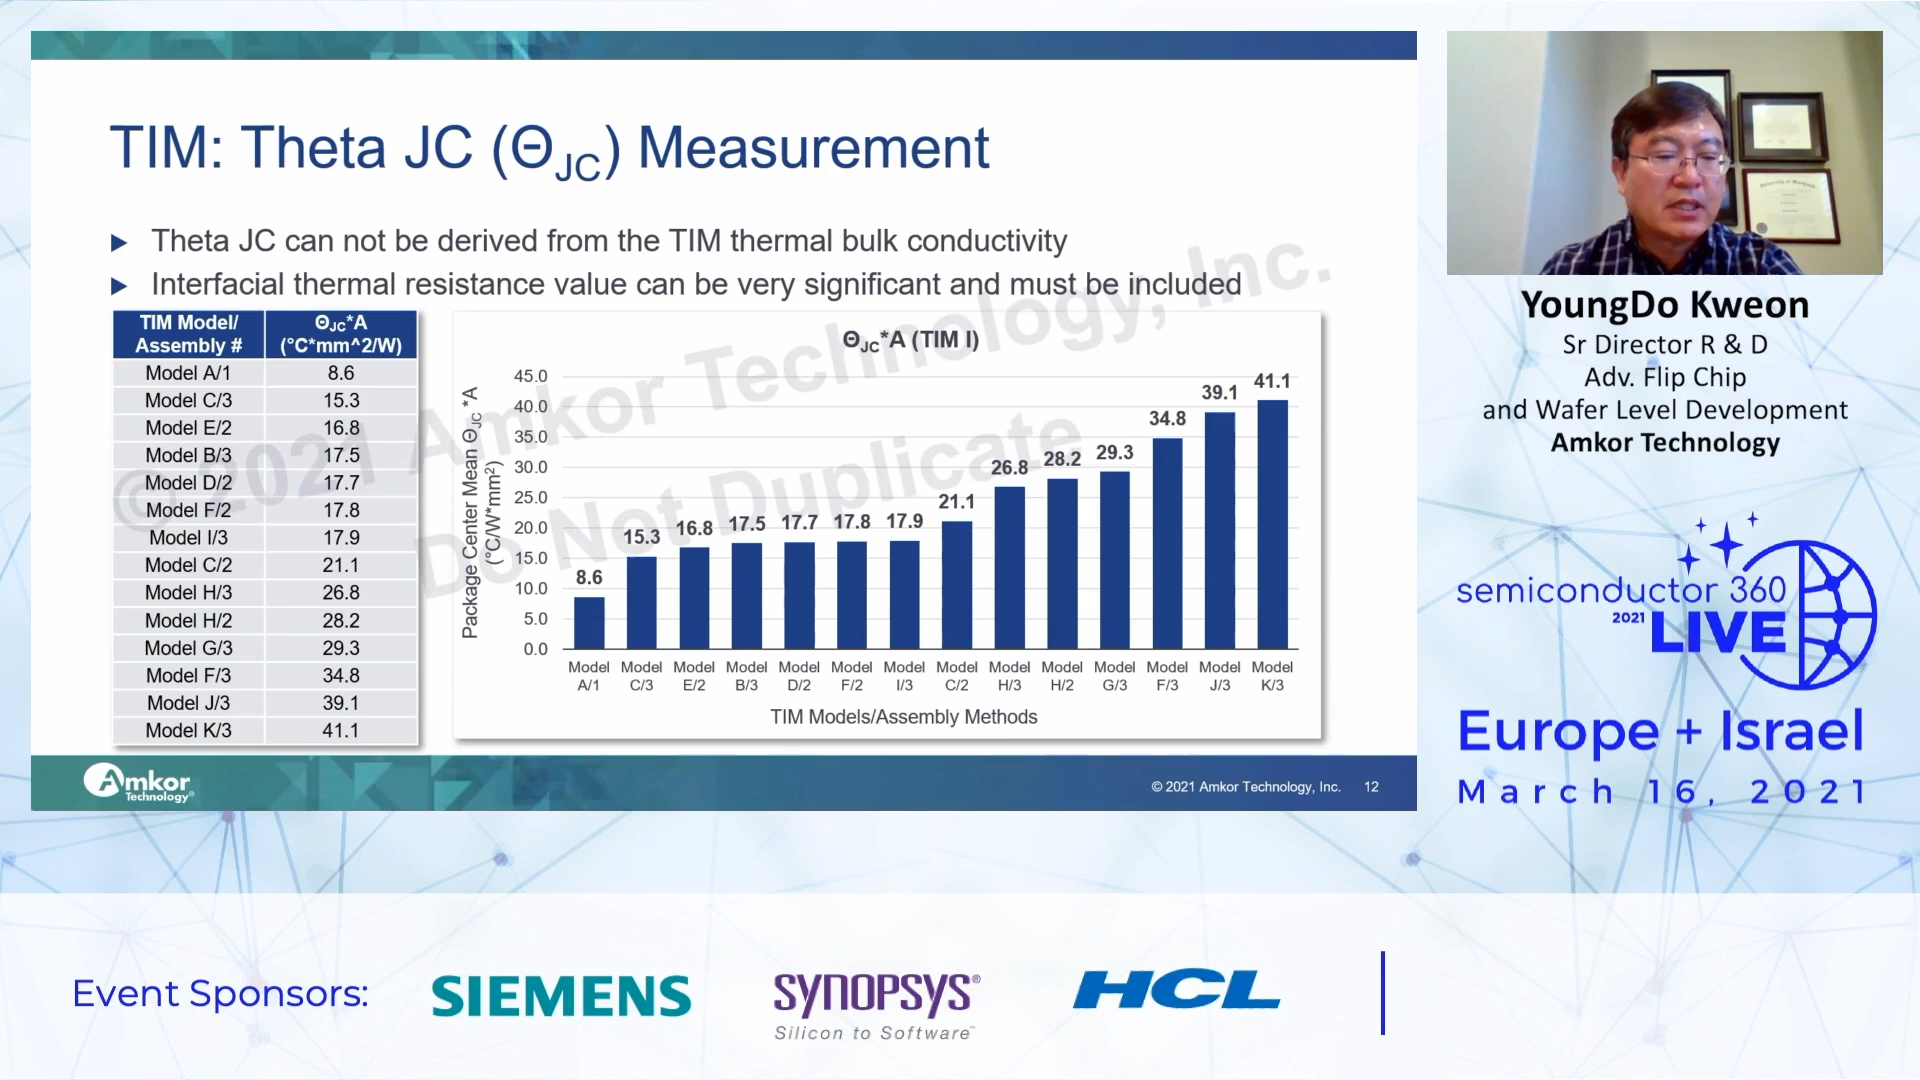 TIM: Theta JC (ΘJC) Measurement
▶ Theta JC can not be derived from the TIM thermal bulk conductivity
▶ Interfacial thermal resistance value can be very significant and must be included
© 2021 Amkor Technology, Inc.
Do Not Duplicate
TIM Model/ Assembly # ΘJC*A (°C*mm^2/W)
Model A/1 8.6
Model C/3 15.3
Model E/2 16.8
Model B/3 17.5
Model D/2 17.7
Model F/2 17.8
Model I/3 17.9
Model C/2 21.1
Model H/3 26.8
Model H/2 28.2
Model G/3 29.3
Model F/3 34.8
Model J/3 39.1
Model K/3 41.1
ΘJC*A (TIM I)
Package Center Mean ΘJC *A
(°C/W*mm²)
45.0
40.0
35.0
30.0
25.0
20.0
15.0
10.0
5.0
0.0
8.6 15.3 16.8 17.5 17.7 17.8 17.9 21.1 26.8 28.2 29.3 34.8 39.1 41.1
Model Model Model Model Model Model Model Model Model Model Model Model Model Model
A/1 C/3 E/2 B/3 D/2 F/2 I/3 C/2 H/3 H/2 G/3 F/3 J/3 K/3
TIM Models/Assembly Methods
Amkor
Technology®
© 2021 Amkor Technology, Inc. 12
YoungDo Kweon
Sr Director R & D
Adv. Flip Chip
and Wafer Level Development
Amkor Technology
semiconductor 360
2021 LIVE
Europe + Israel
March 16, 2021
Event Sponsors:
SIEMENS
SYNOPSYS®
Silicon to Software™
HCL